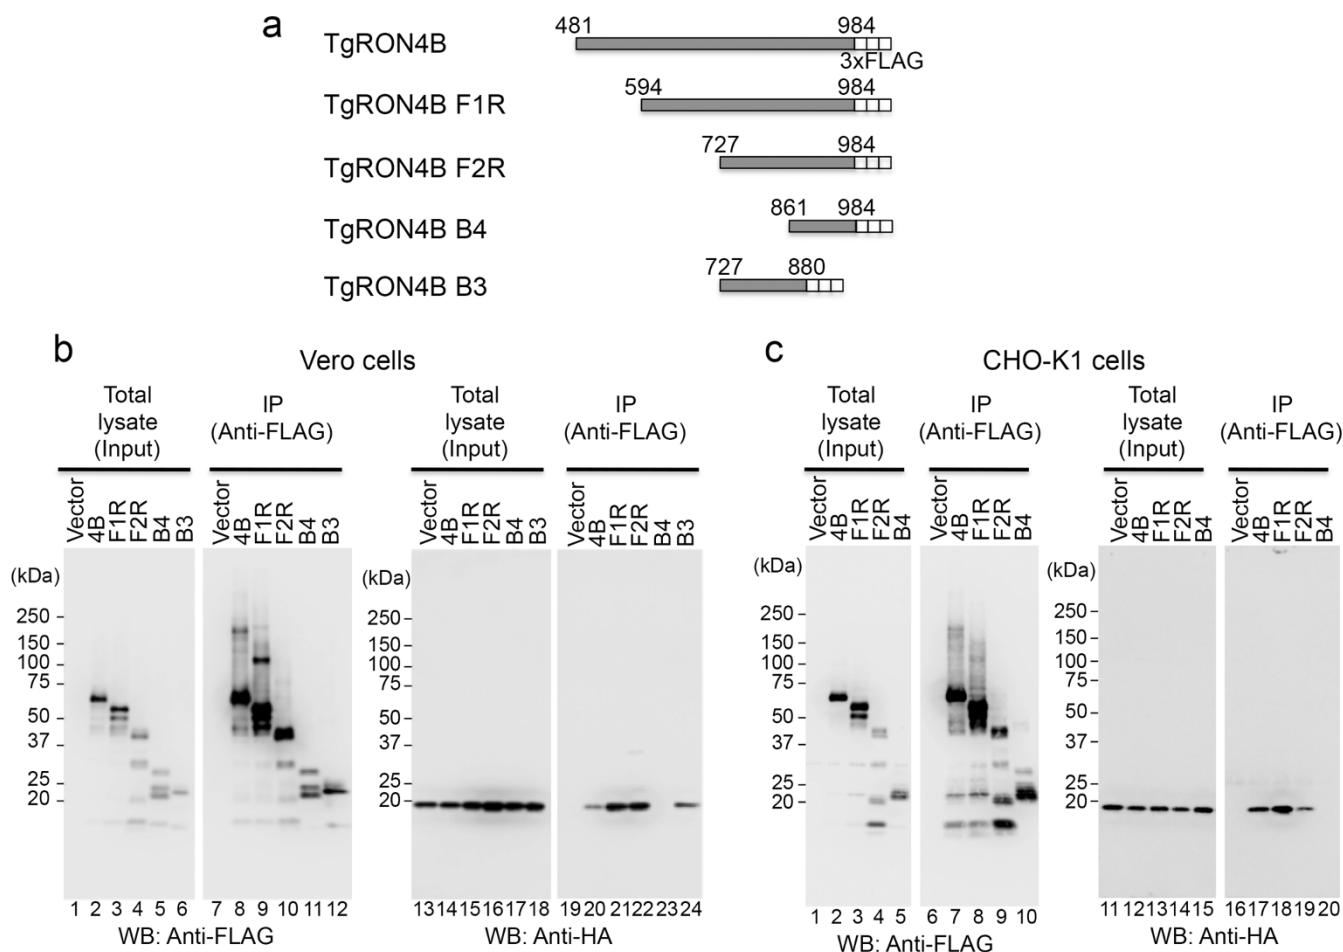 a
TgRON4B
481
984
3xFLAG
TgRON4B F1R
594
984
TgRON4B F2R
727
984
TgRON4B B4
861
984
TgRON4B B3
727
880
b
Vero cells
Total
lysate
(Input)
IP
(Anti-FLAG)
Total
lysate
(Input)
IP
(Anti-FLAG)
Vector
4B
F1R
F2R
B4
B3
Vector
4B
F1R
F2R
B4
B3
Vector
4B
F1R
F2R
B4
B3
Vector
4B
F1R
F2R
B4
B3
(kDa)
250
150
100
75
50
37
25
20
(kDa)
250
150
100
75
50
37
25
20
1 2 3 4 5 6
7 8 9 10 11 12
13 14 15 16 17 18
19 20 21 22 23 24
WB: Anti-FLAG
WB: Anti-HA
c
CHO-K1 cells
Total
lysate
(Input)
IP
(Anti-FLAG)
Total
lysate
(Input)
IP
(Anti-FLAG)
Vector
4B
F1R
F2R
B4
Vector
4B
F1R
F2R
B4
Vector
4B
F1R
F2R
B4
Vector
4B
F1R
F2R
B4
(kDa)
250
150
100
75
50
37
25
20
(kDa)
250
150
100
75
50
37
25
20
1 2 3 4 5
6 7 8 9 10
11 12 13 14 15
16 17 18 19 20
WB: Anti-FLAG
WB: Anti-HA